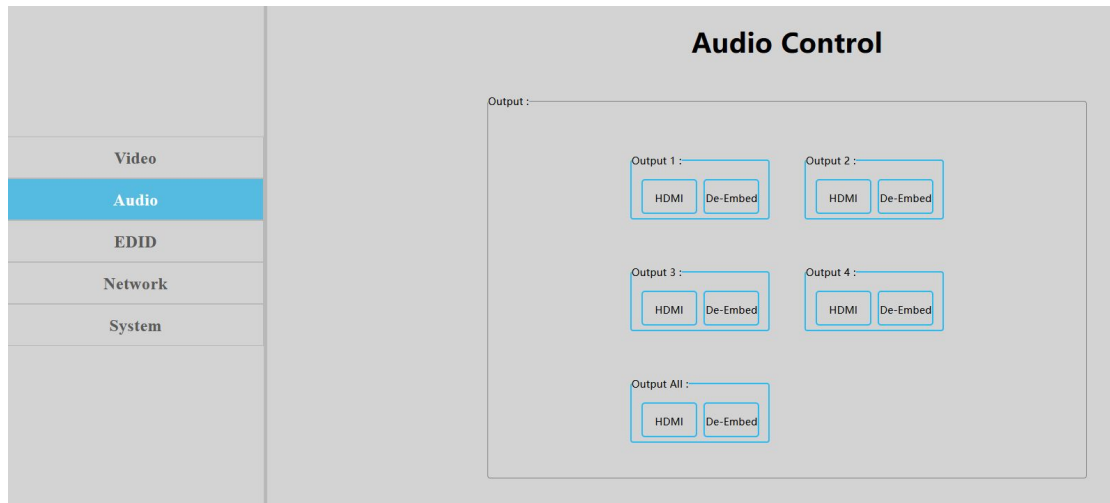 Audio Control
Video
Audio
EDID
Network
System
Output :
Output 1 :
HDMI De-Embed
Output 2 :
HDMI De-Embed
Output 3 :
HDMI De-Embed
Output 4 :
HDMI De-Embed
Output All :
HDMI De-Embed